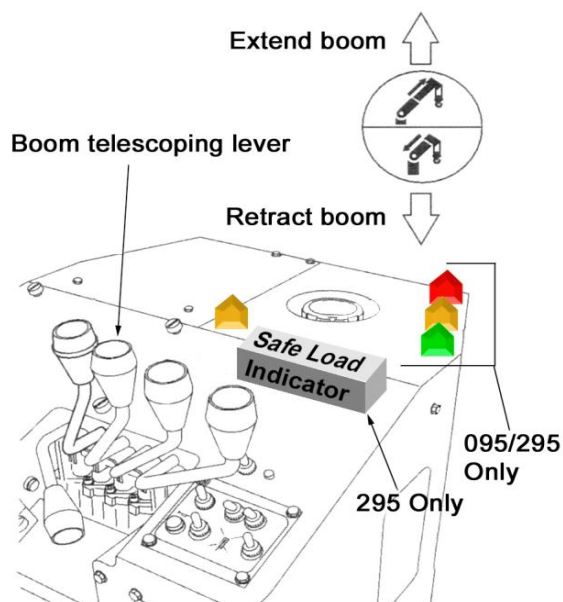 Extend boom
Boom telescoping lever
Retract boom
Safe Load
Indicator
095/295
Only
295 Only